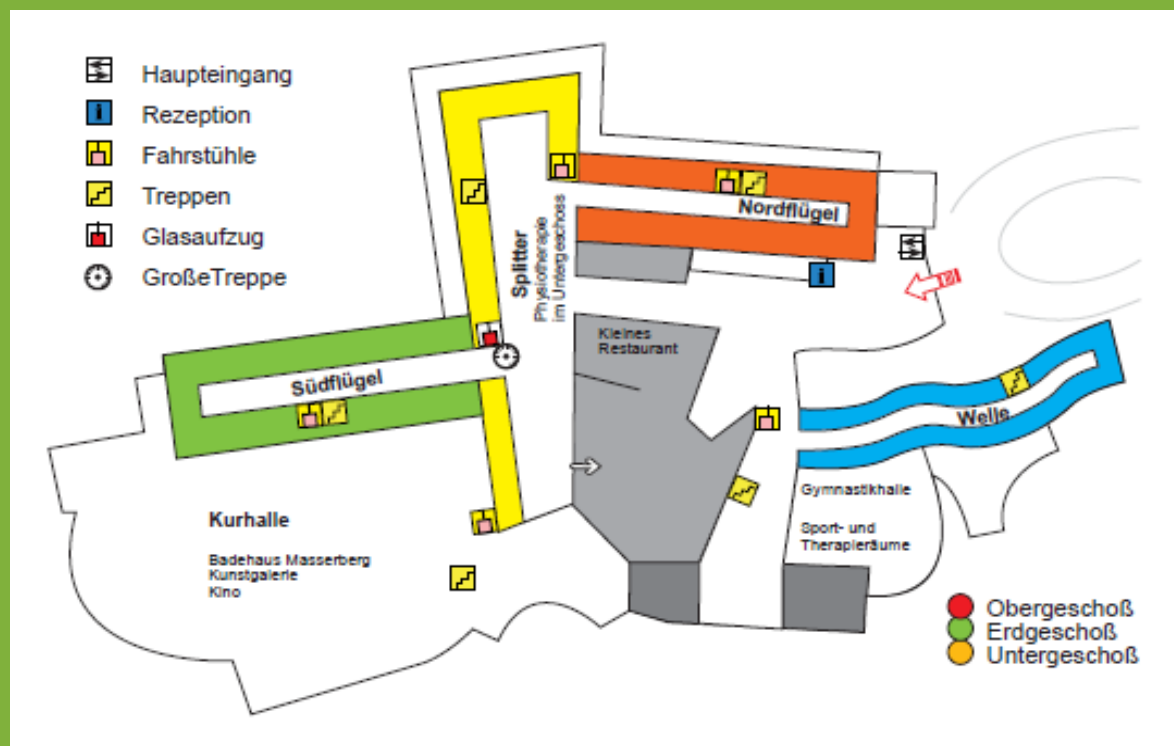 Haupteingang
Rezeption
Fahrstühle
Treppen
Glasaufzug
GroßeTreppe
Splitter
Physiotherapie
im Untergeschoss
Nordflügel
i
Kleines
Restaurant
Südflügel
Welle
Gymnastikhalle
Sport- und
Therapieräume
Kurhalle
Badehaus Masserberg
Kunstgalerie
Kino
Obergeschoß
Erdgeschoß
Untergeschoß